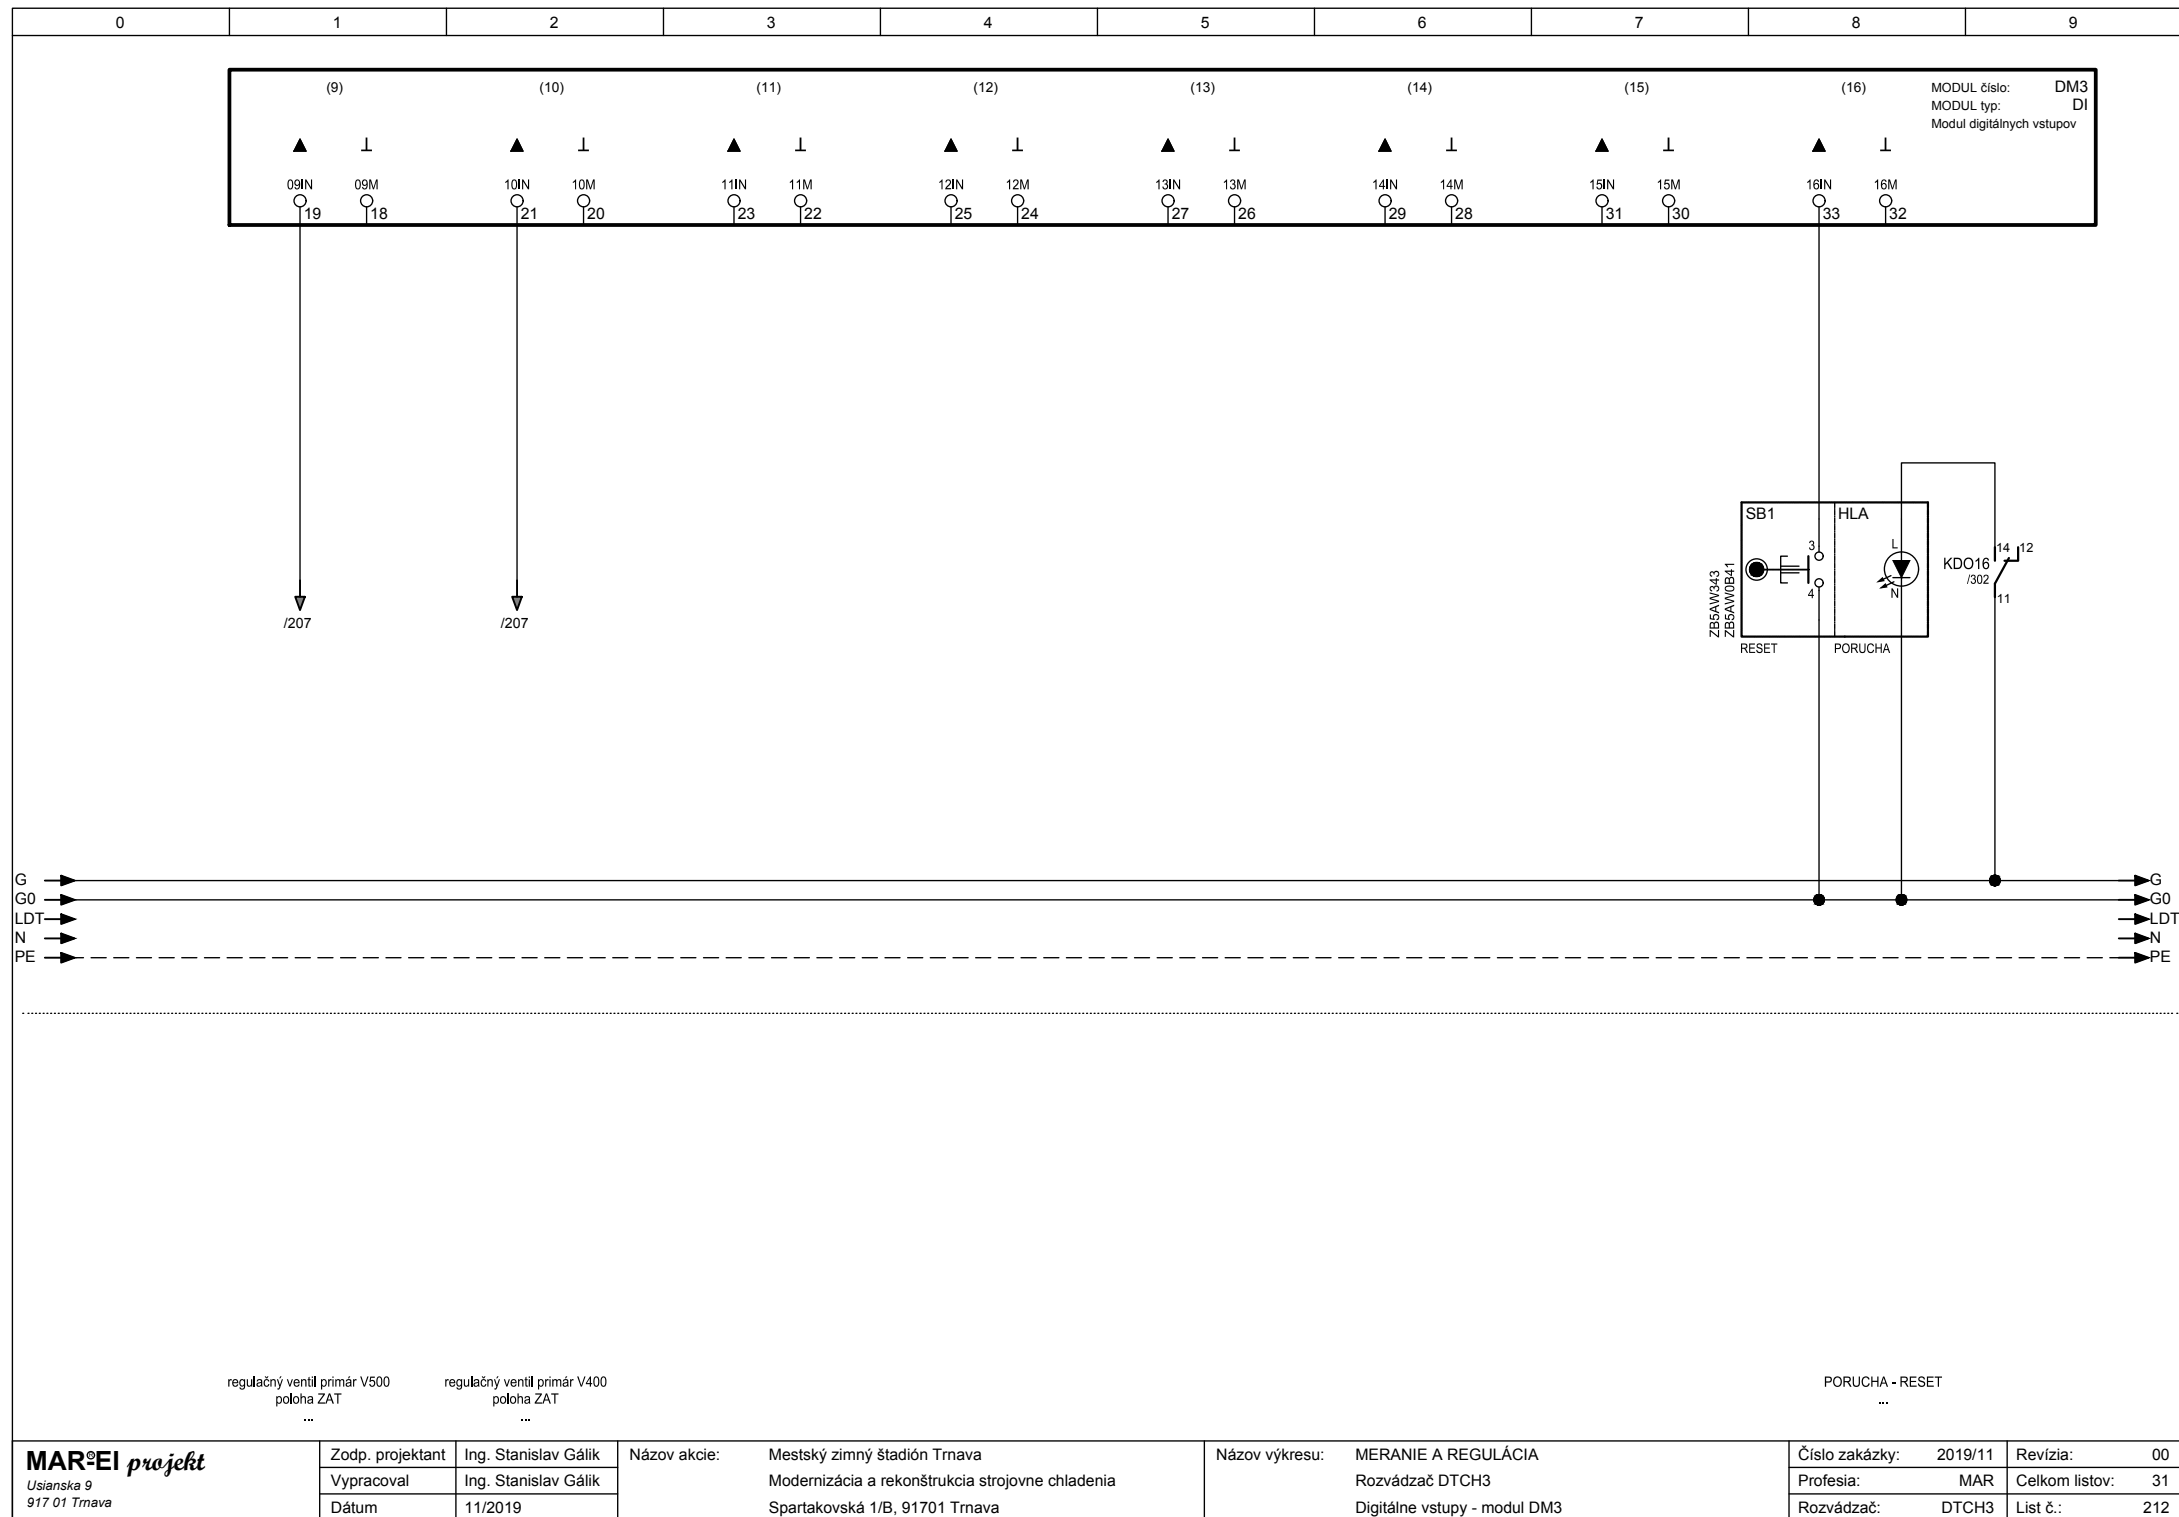 0 1 2 3 4 5 6 7 8 9
(9) (10) (11) (12) (13) (14) (15) (16)
MODUL číslo: DM3
MODUL typ: DI
Modul digitálnych vstupov
09IN 09M 10IN 10M 11IN 11M 12IN 12M 13IN 13M 14IN 14M 15IN 15M 16IN 16M
19 18 21 20 23 22 25 24 27 26 29 28 31 30 33 32
SB1 HLA
3 L
4 N
14 12
KDO16
/302
11
ZB5AW343
ZB5AW0B41
RESET PORUCHA
/207 /207
G G
G0 G0
LDT LDT
N N
PE PE
regulačný ventil primár V500
poloha ZAT
...
regulačný ventil primár V400
poloha ZAT
...
PORUCHA - RESET
...
MAR@EI projekt
Usianska 9
917 01 Trnava
Zodp. projektant Ing. Stanislav Gálik
Vypracoval Ing. Stanislav Gálik
Dátum 11/2019
Názov akcie: Mestský zimný štadión Trnava
Modernizácia a rekonštrukcia strojovne chladenia
Spartakovská 1/B, 91701 Trnava
Názov výkresu: MERANIE A REGULÁCIA
Rozvádzač DTCH3
Digitálne vstupy - modul DM3
Číslo zakázky: 2019/11 Revízia: 00
Profesia: MAR Celkom listov: 31
Rozvádzač: DTCH3 List č.: 212